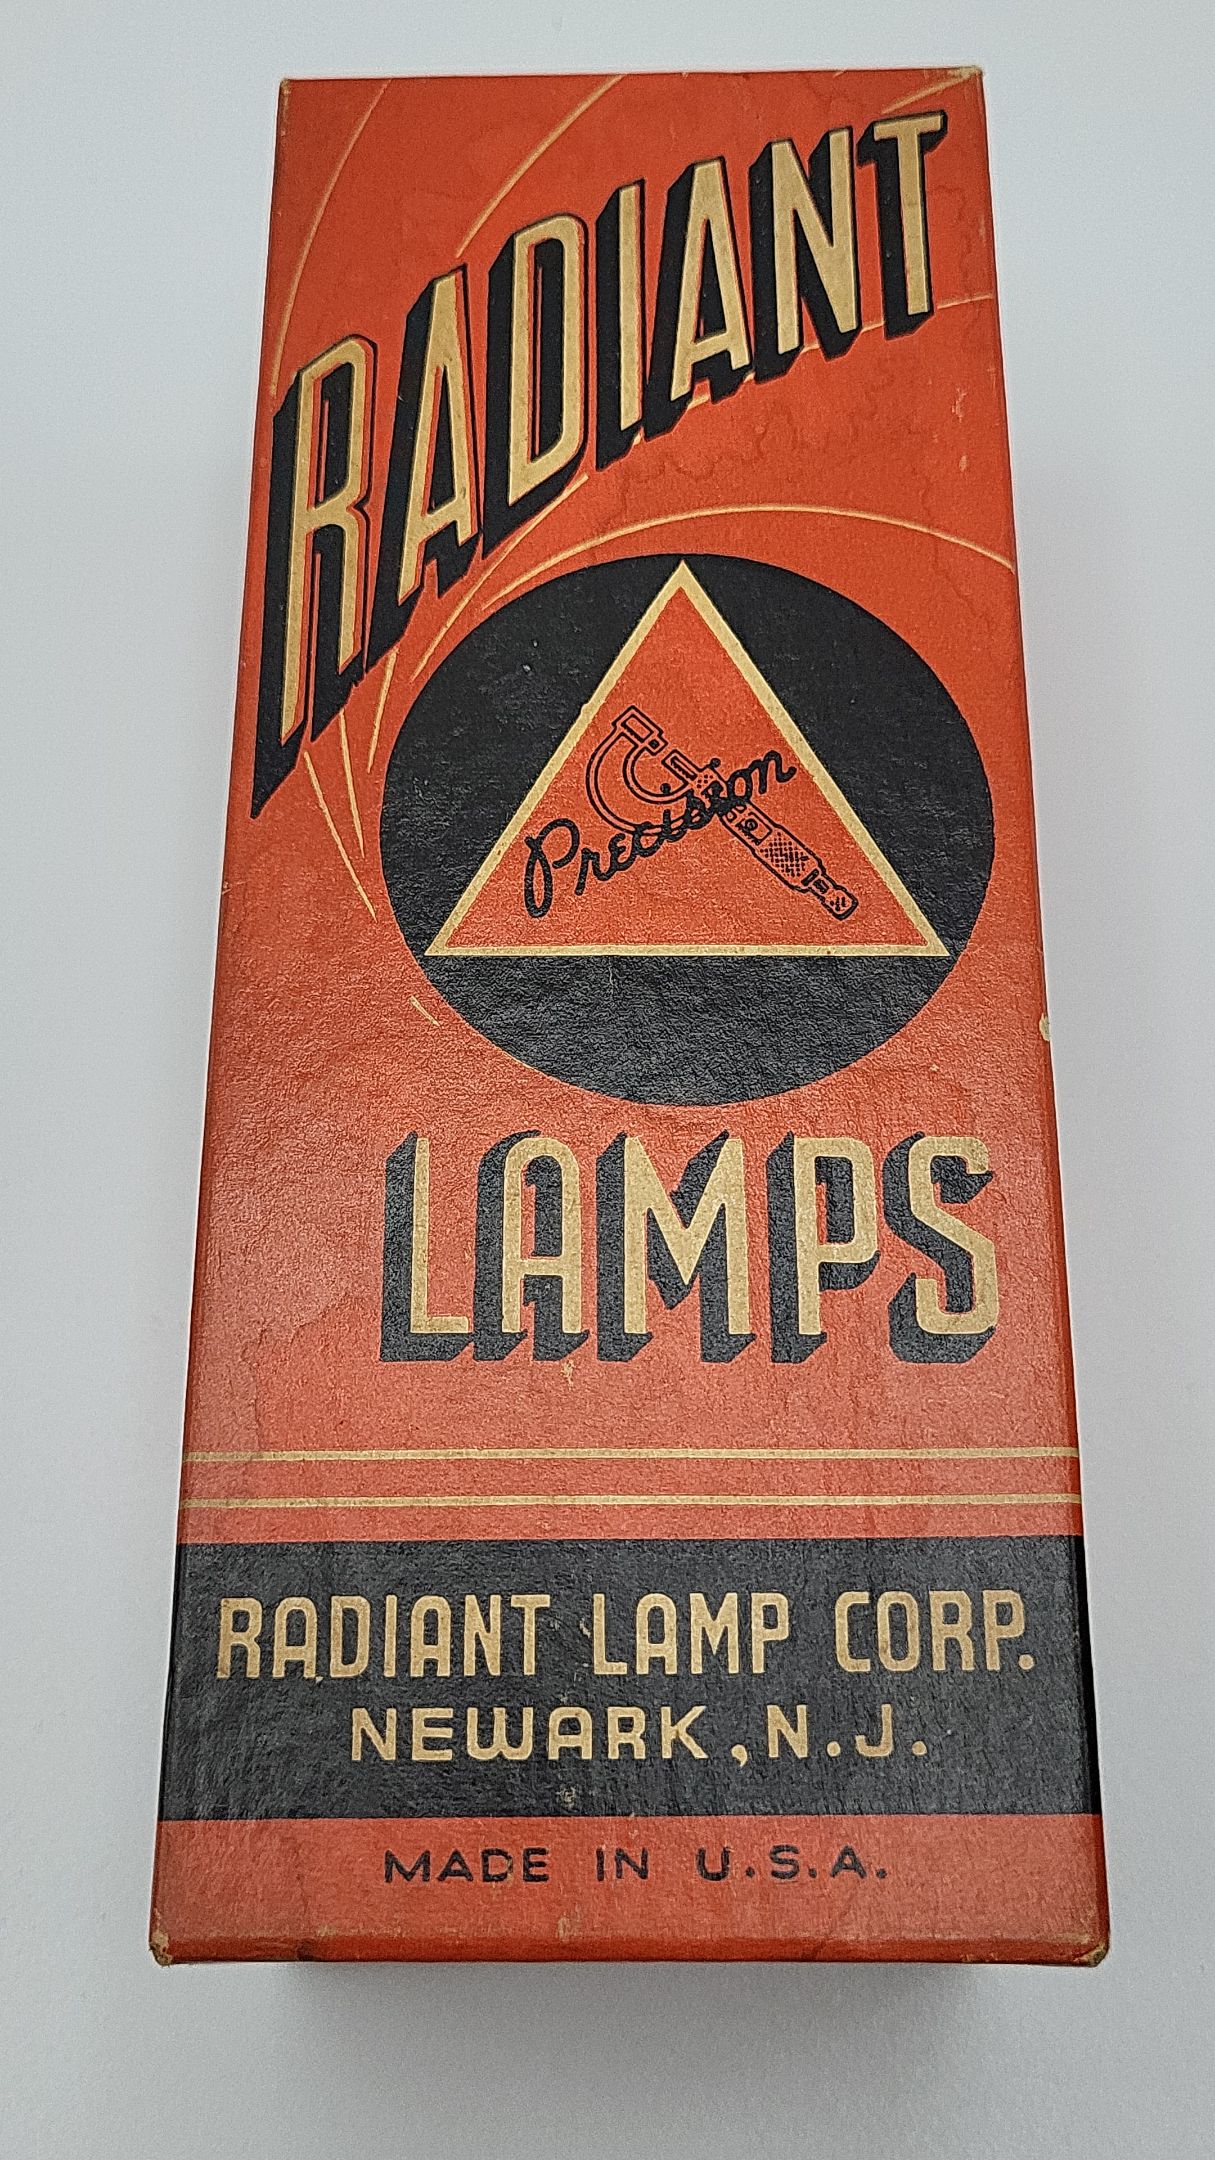 RADIANT
Precision
LAMPS
RADIANT LAMP CORP.
NEWARK, N.J.
MADE IN U.S.A.